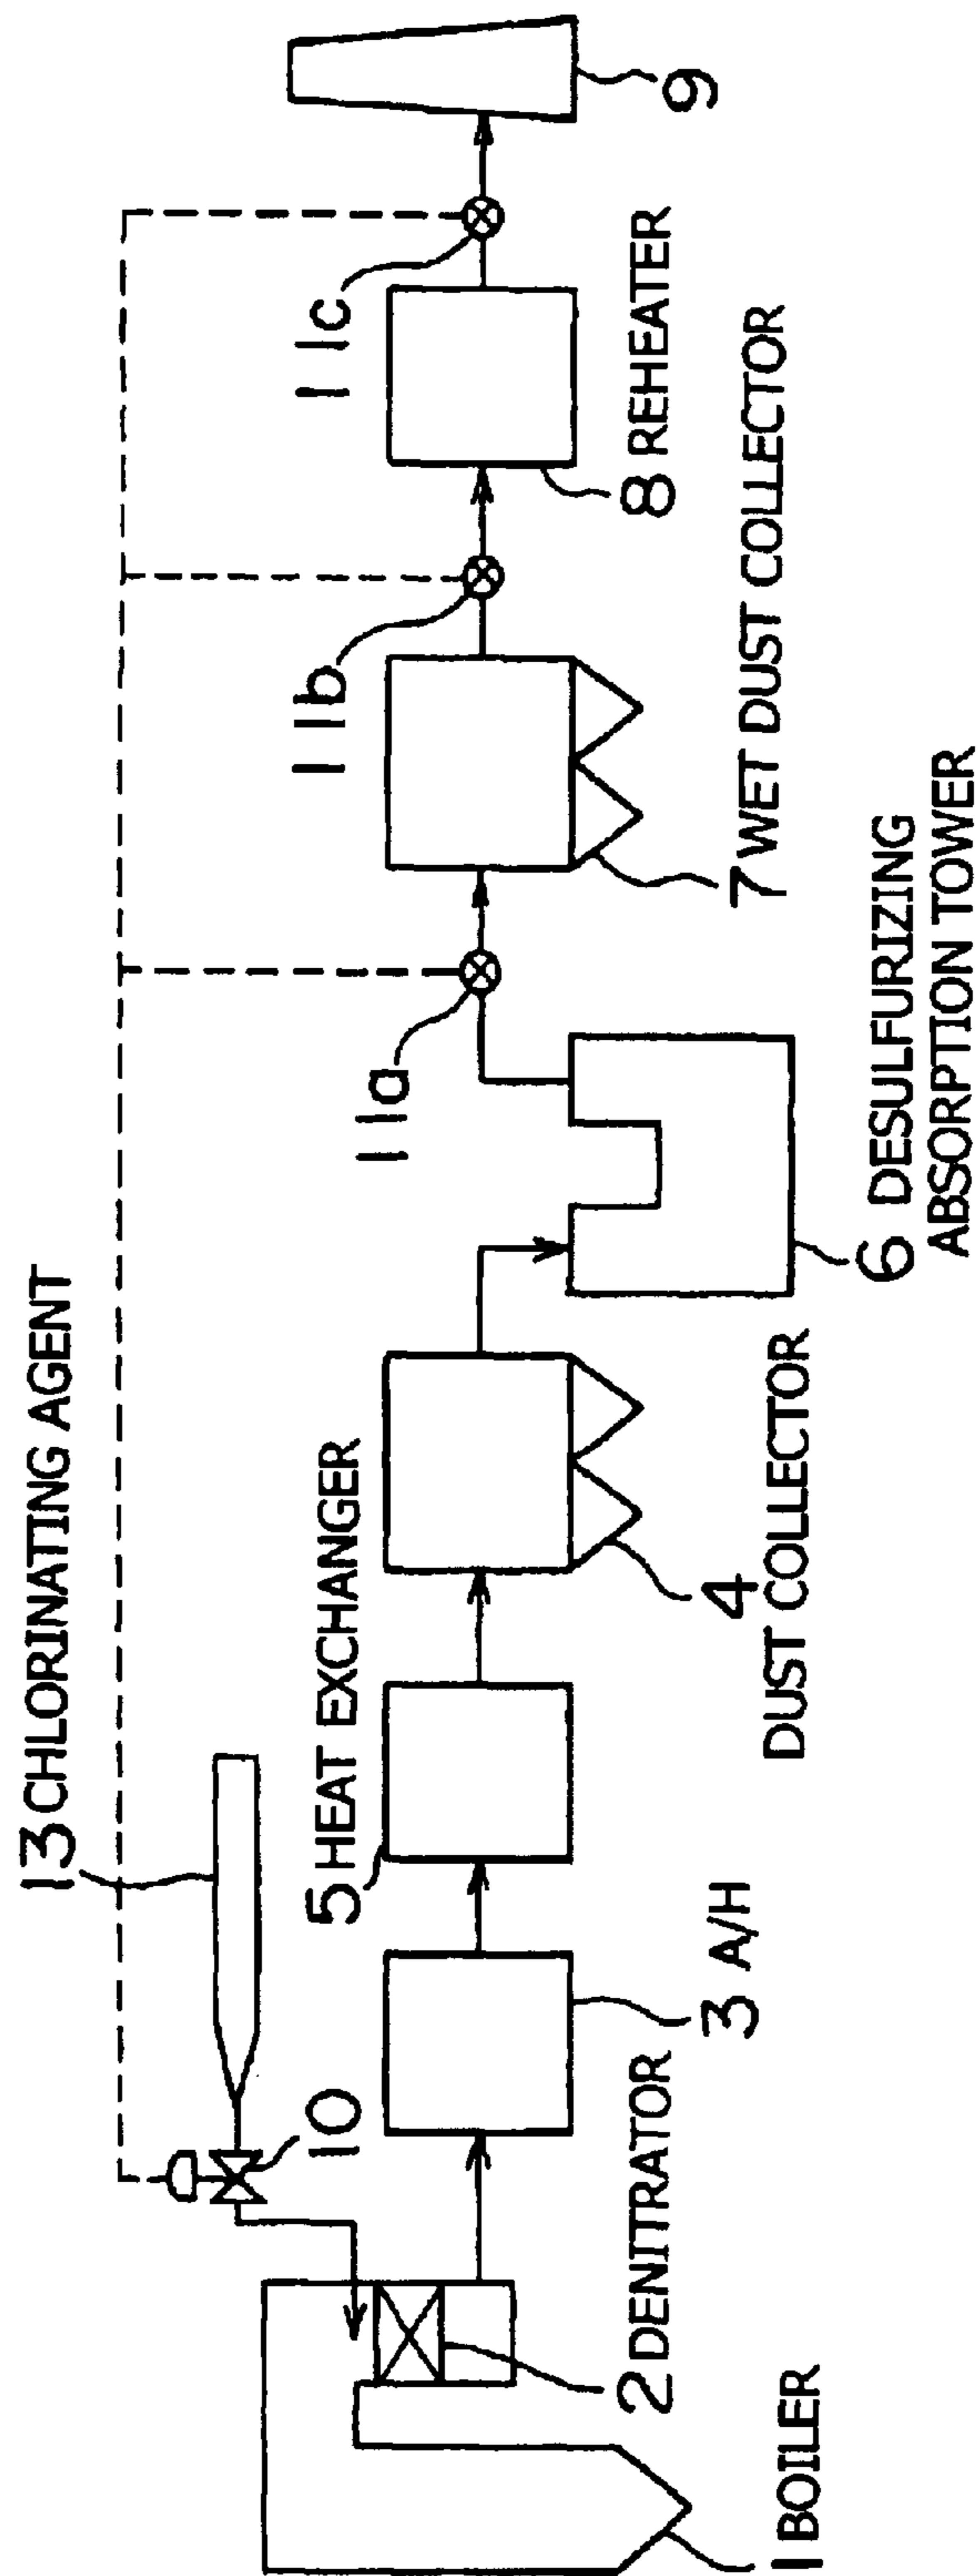 13 CHLORINATING AGENT
10
11a
11b
11c
5 HEAT EXCHANGER
1 BOILER
2 DENITRATOR
3 A/H
4
DUST COLLECTOR
6 DESULFURIZING
ABSORPTION TOWER
7 WET DUST COLLECTOR
8 REHEATER
9